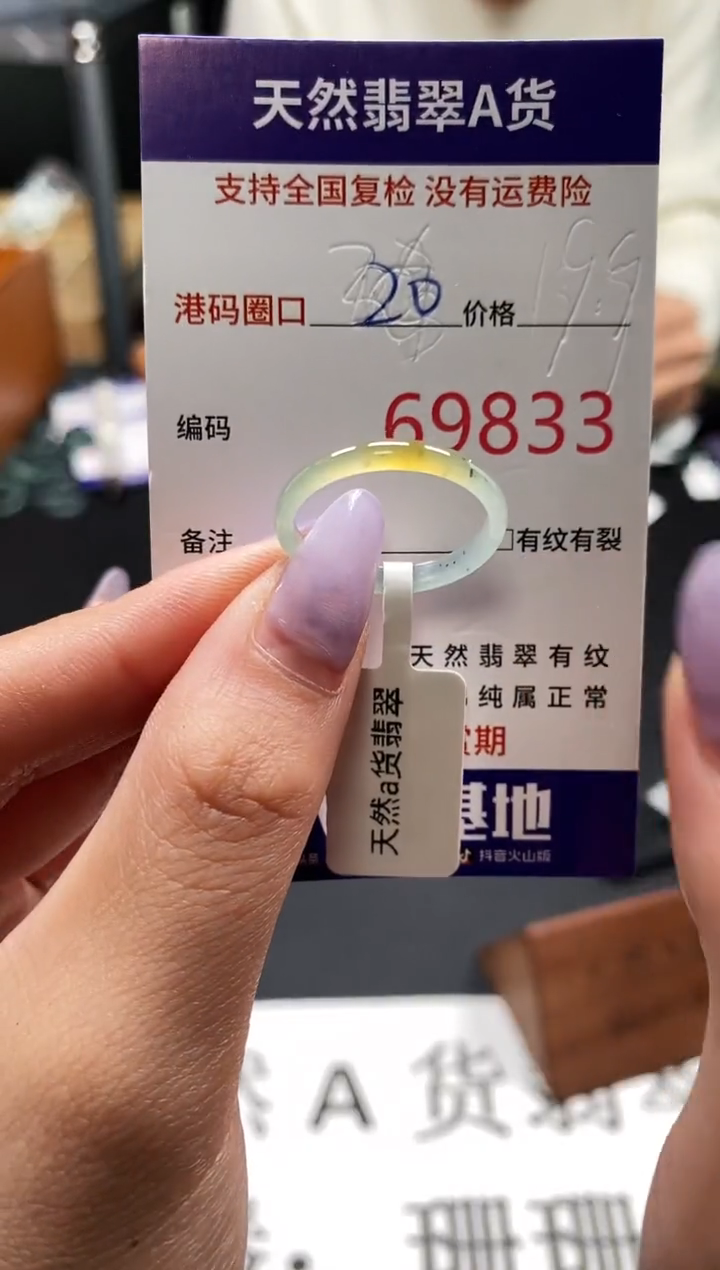 天然翡翠A货
支持全国复检 没有运费险
港码圈口 20 价格 199
编码 69833
备注 □有纹有裂
天然翡翠有纹
纯属正常
期
基地
抖音火山版
天然a货翡翠
A货翡